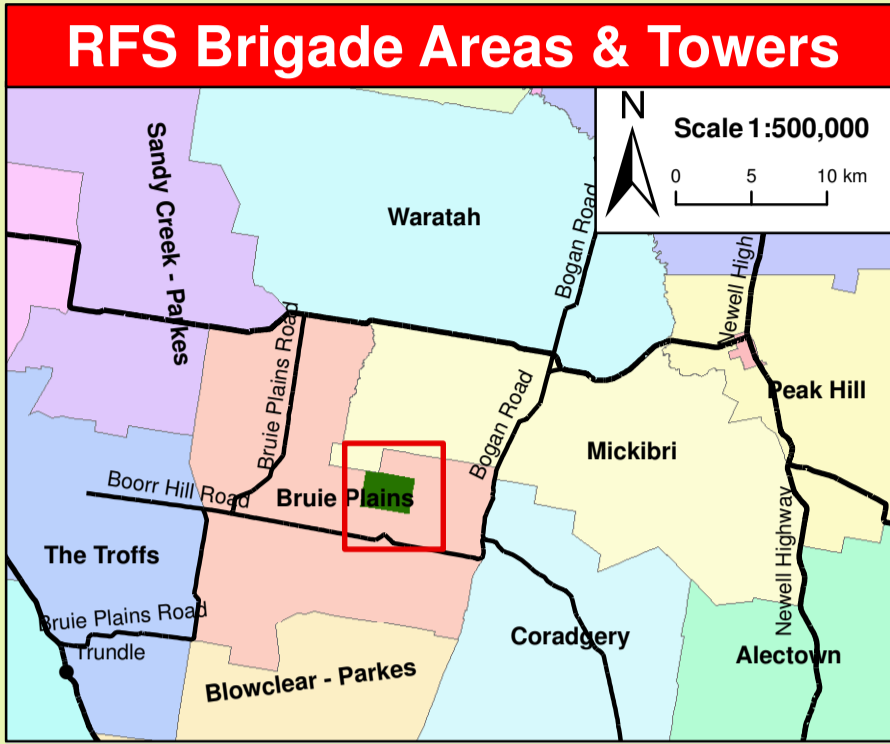 RFS Brigade Areas & Towers
N
Scale 1:500,000
0 5 10 km
Sandy Creek - Parkes
Waratah
Bogan Road
Newell High
Bruie Plains Road
Peak Hill
Bogan Road
Mickibri
Boorr Hill Road
Bruie Plains
The Troffs
Newell Highway
Bruie Plains Road
Trundle
Coradgery
Alectown
Blowclear - Parkes